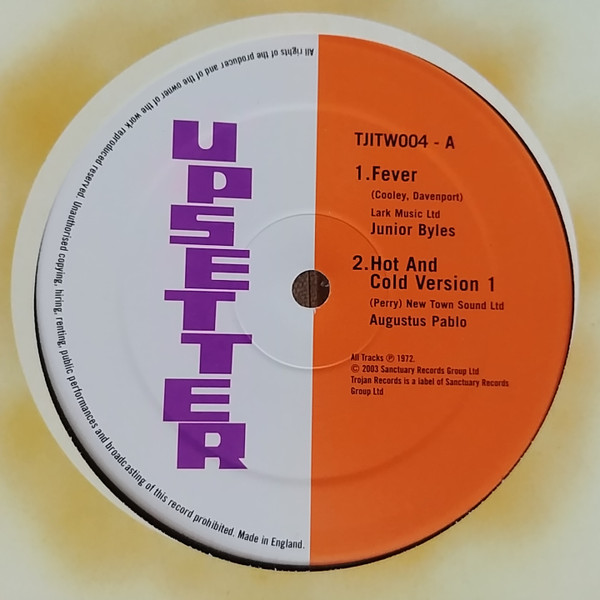 UPSETTER
TJITW004 - A
1.Fever
(Cooley, Davenport)
Lark Music Ltd
Junior Byles
2.Hot And
Cold Version 1
(Perry) New Town Sound Ltd
Augustus Pablo
All Tracks ℗ 1972.
© 2003 Sanctuary Records Group Ltd
Trojan Records is a label of Sanctuary Records
Group Ltd
All rights of the producer and of the owner of the work reproduced reserved. Unauthorised copying, hiring, renting, public performances and broadcasting of this record prohibited. Made in England.